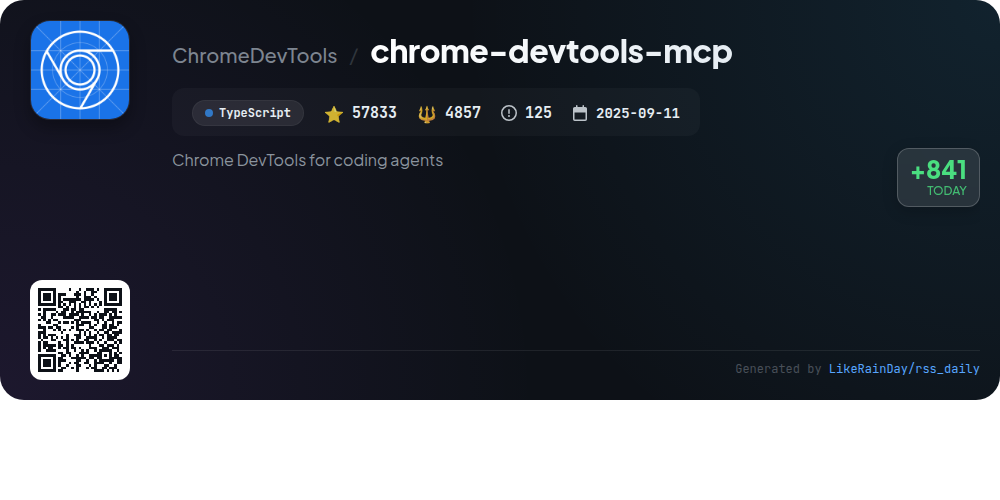 ChromeDevTools / chrome-devtools-mcp
TypeScript 57833 4857 125 2025-09-11
Chrome DevTools for coding agents
+841
TODAY
Generated by LikeRainDay/rss_daily